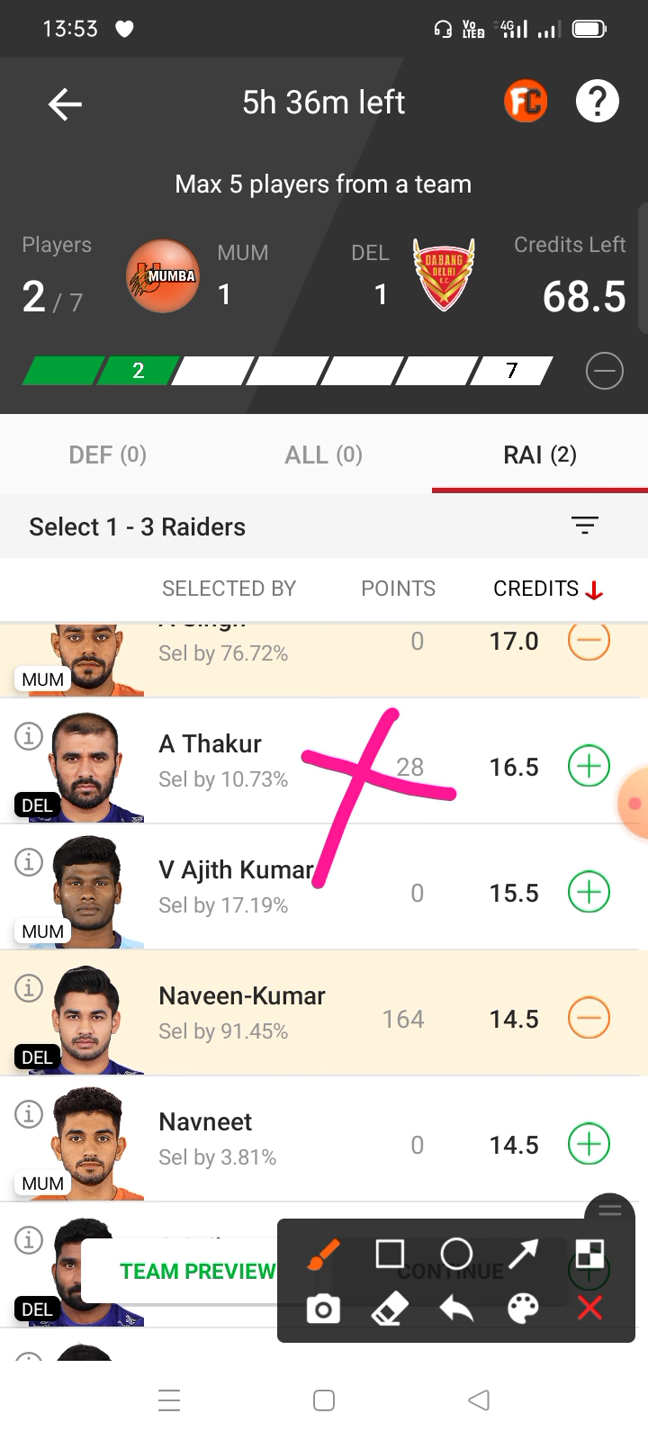 13:53 Vo LTEB 4G
5h 36m left FC ?
Max 5 players from a team
Players MUM DEL Credits Left
2 / 7 U MUMBA 1 DABANG DELHI K.C. 1 68.5
2 7
DEF (0) ALL (0) RAI (2)
Select 1 - 3 Raiders
SELECTED BY POINTS CREDITS
Singh
Sel by 76.72% 0 17.0
MUM
A Thakur
Sel by 10.73% 28 16.5
DEL
V Ajith Kumar
Sel by 17.19% 0 15.5
MUM
Naveen-Kumar
Sel by 91.45% 164 14.5
DEL
Navneet
Sel by 3.81% 0 14.5
MUM
TEAM PREVIEW CONTINUE
DEL